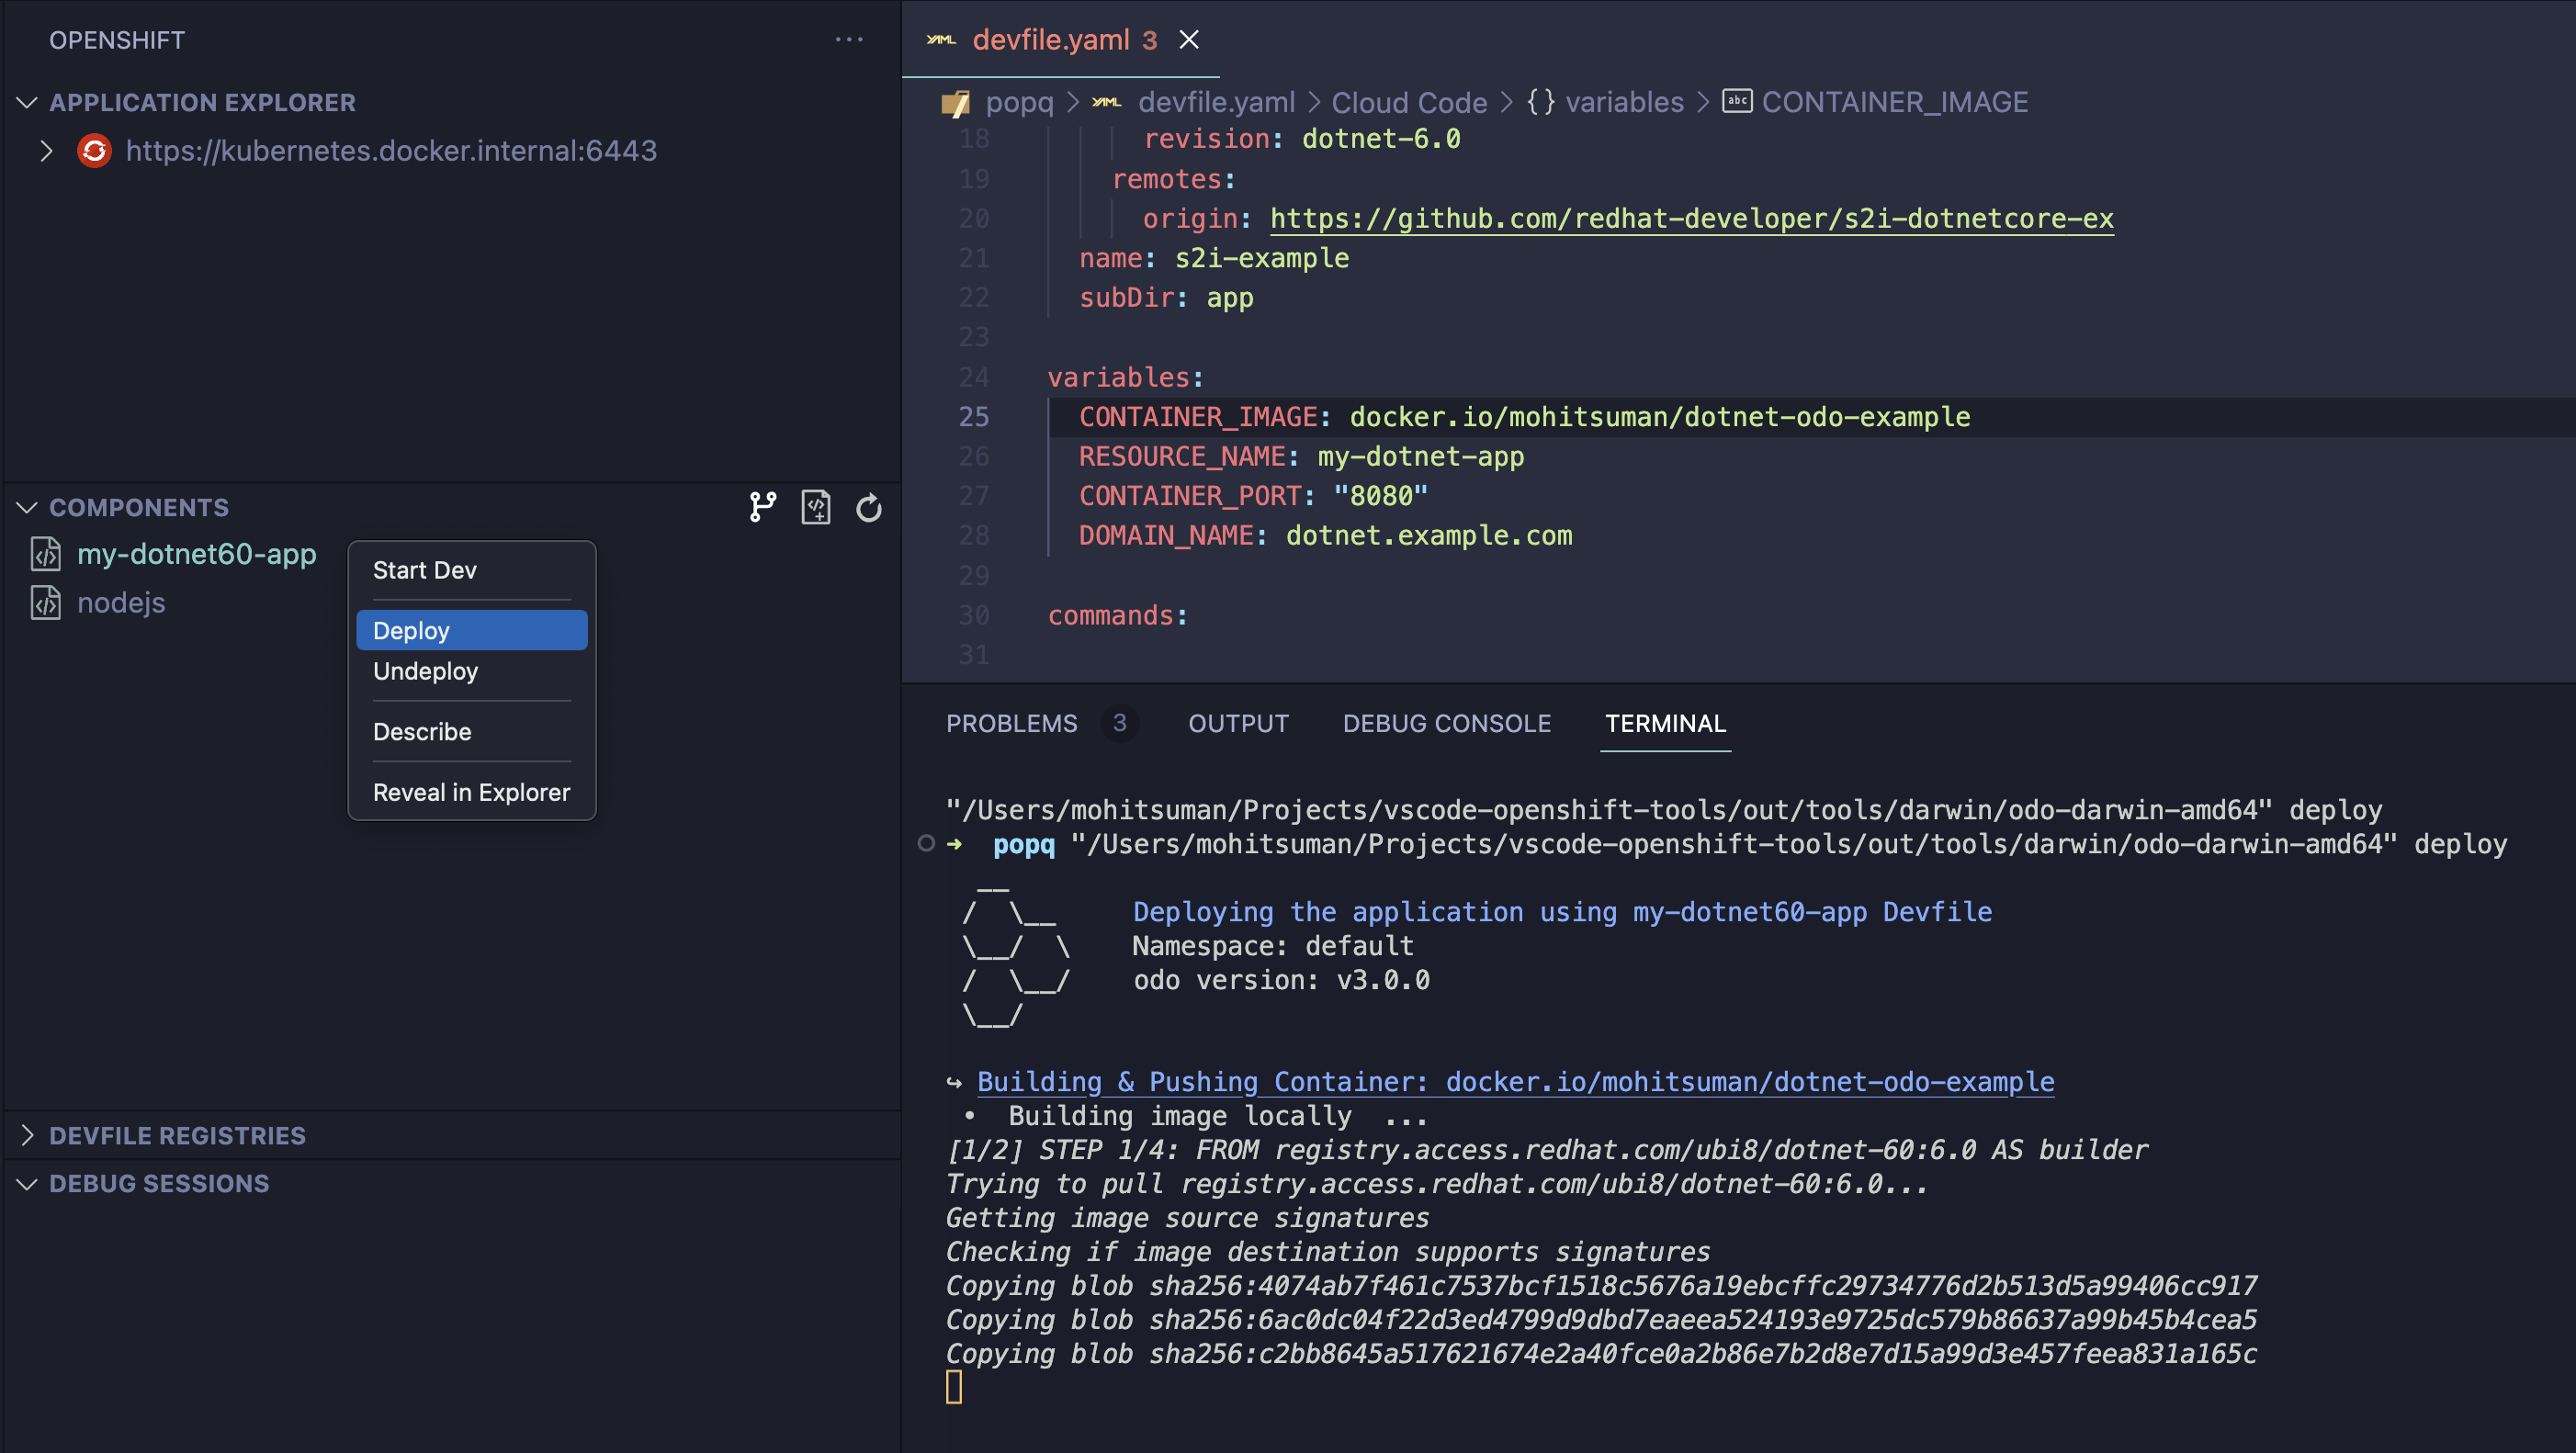 OPENSHIFT
APPLICATION EXPLORER
https://kubernetes.docker.internal:6443
COMPONENTS
my-dotnet60-app
nodejs
Start Dev
Deploy
Undeploy
Describe
Reveal in Explorer
DEVFILE REGISTRIES
DEBUG SESSIONS
YAML devfile.yaml 3
popq > YAML devfile.yaml > Cloud Code > {} variables > abc CONTAINER_IMAGE
18 revision: dotnet-6.0
19 remotes:
20 origin: https://github.com/redhat-developer/s2i-dotnetcore-ex
21 name: s2i-example
22 subDir: app
23
24 variables:
25 CONTAINER_IMAGE: docker.io/mohitsuman/dotnet-odo-example
26 RESOURCE_NAME: my-dotnet-app
27 CONTAINER_PORT: "8080"
28 DOMAIN_NAME: dotnet.example.com
29
30 commands:
31
PROBLEMS 3 OUTPUT DEBUG CONSOLE TERMINAL
"/Users/mohitsuman/Projects/vscode-openshift-tools/out/tools/darwin/odo-darwin-amd64" deploy
➜ popq "/Users/mohitsuman/Projects/vscode-openshift-tools/out/tools/darwin/odo-darwin-amd64" deploy
  __
 /  \__     Deploying the application using my-dotnet60-app Devfile
 \__/  \    Namespace: default
 /  \__/    odo version: v3.0.0
 \__/
↪ Building & Pushing Container: docker.io/mohitsuman/dotnet-odo-example
 •  Building image locally  ...
[1/2] STEP 1/4: FROM registry.access.redhat.com/ubi8/dotnet-60:6.0 AS builder
Trying to pull registry.access.redhat.com/ubi8/dotnet-60:6.0...
Getting image source signatures
Checking if image destination supports signatures
Copying blob sha256:4074ab7f461c7537bcf1518c5676a19ebcffc29734776d2b513d5a99406cc917
Copying blob sha256:6ac0dc04f22d3ed4799d9dbd7eaeea524193e9725dc579b86637a99b45b4cea5
Copying blob sha256:c2bb8645a517621674e2a40fce0a2b86e7b2d8e7d15a99d3e457feea831a165c